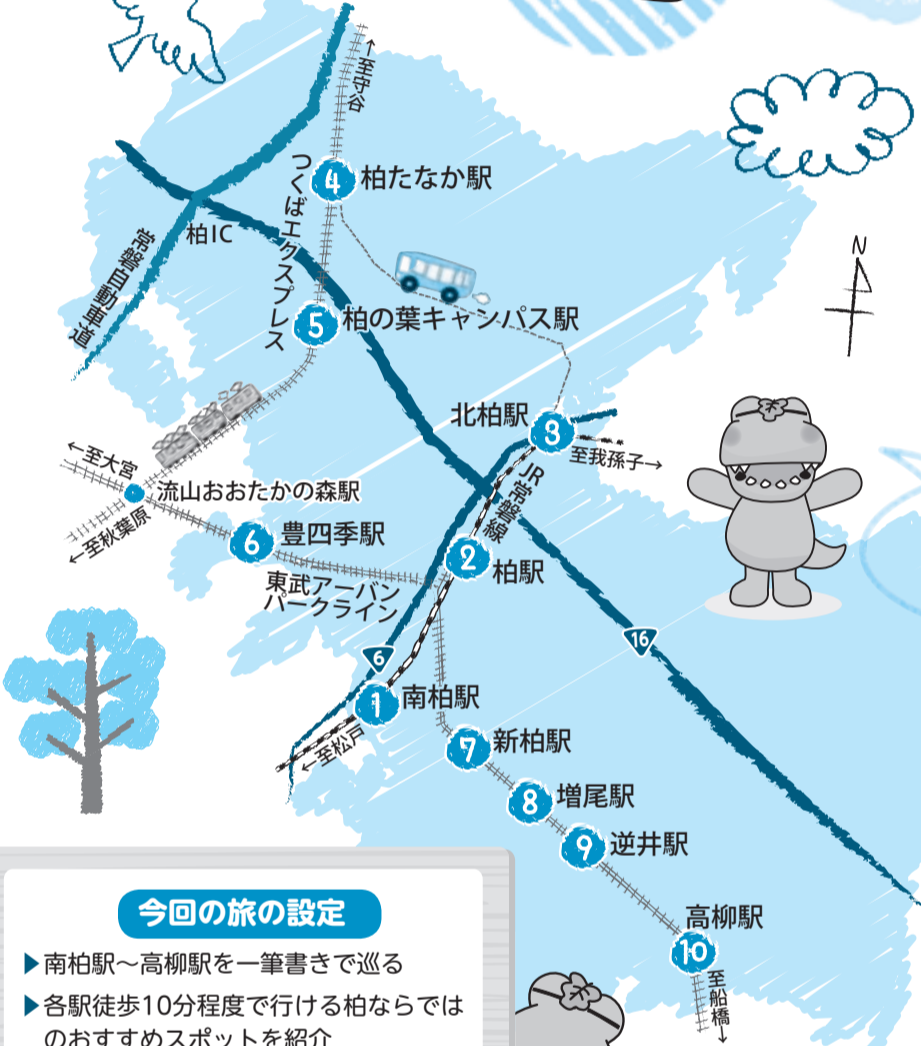 ↑至守谷
4 柏たなか駅
つくばエクスプレス
柏IC
常磐自動車道
N
5 柏の葉キャンパス駅
北柏駅
3
至我孫子→
←至大宮
流山おおたかの森駅
←至秋葉原
JR常磐線
6 豊四季駅
2 柏駅
東武アーバン
パークライン
16
6
1 南柏駅
←至松戸
7 新柏駅
8 増尾駅
9 逆井駅
高柳駅
10
至船橋→
今回の旅の設定
▶南柏駅～高柳駅を一筆書きで巡る
▶各駅徒歩10分程度で行ける柏ならでは
のおすすめスポットを紹介